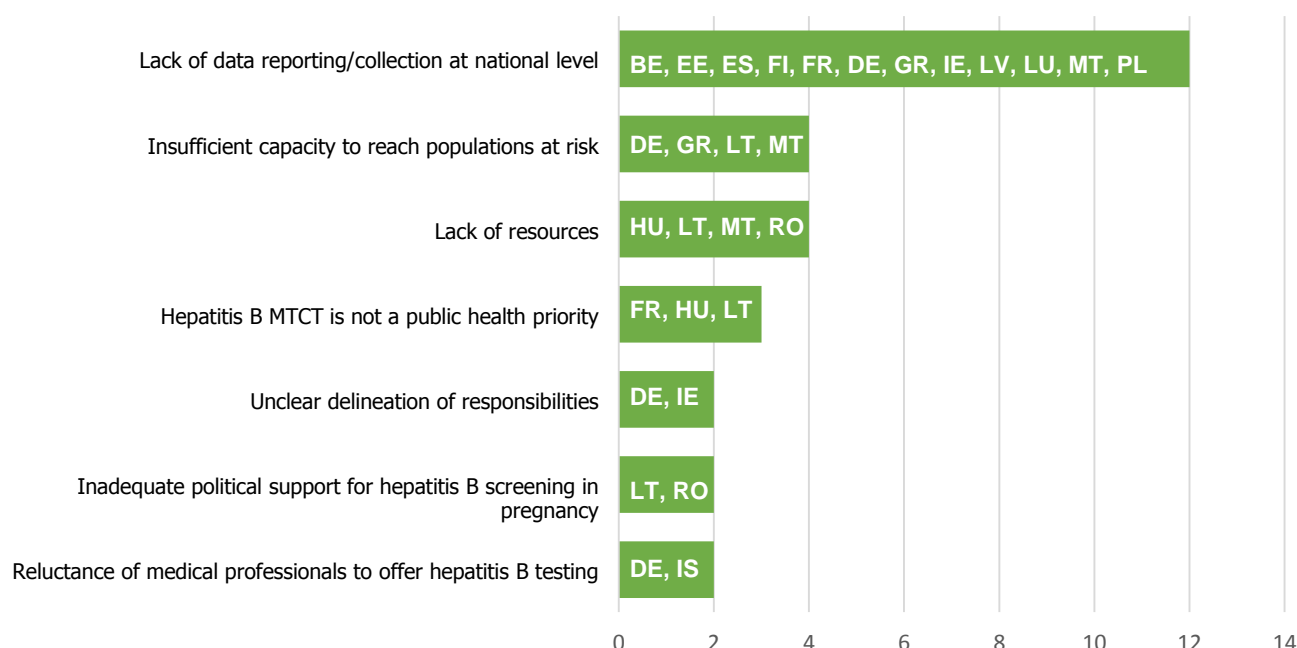 Lack of data reporting/collection at national level
BE, EE, ES, FI, FR, DE, GR, IE, LV, LU, MT, PL
Insufficient capacity to reach populations at risk
DE, GR, LT, MT
Lack of resources
HU, LT, MT, RO
Hepatitis B MTCT is not a public health priority
FR, HU, LT
Unclear delineation of responsibilities
DE, IE
Inadequate political support for hepatitis B screening in
pregnancy
LT, RO
Reluctance of medical professionals to offer hepatitis B testing
DE, IS
0 2 4 6 8 10 12 14